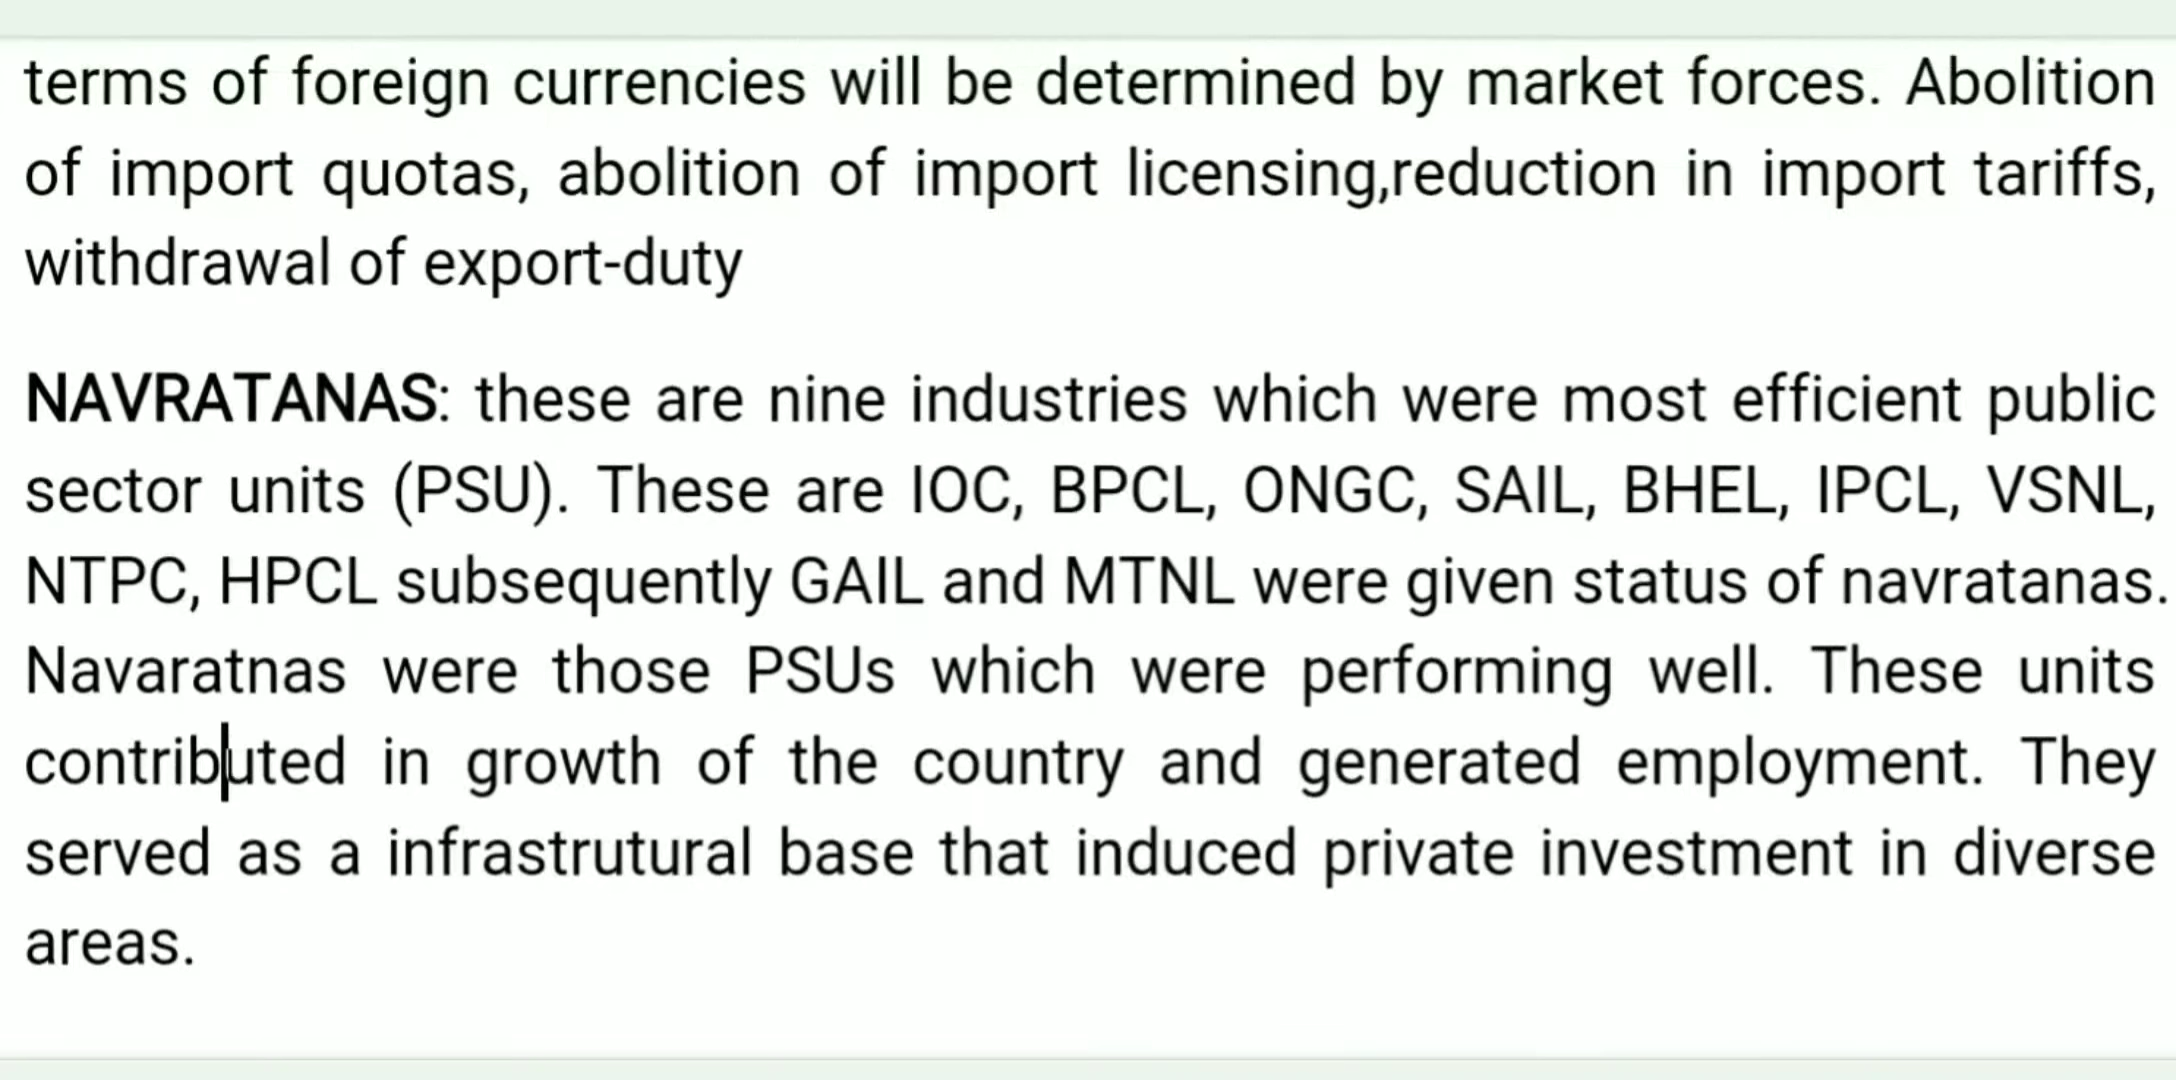 terms of foreign currencies will be determined by market forces. Abolition
of import quotas, abolition of import licensing,reduction in import tariffs,
withdrawal of export-duty
NAVRATANAS: these are nine industries which were most efficient public
sector units (PSU). These are IOC, BPCL, ONGC, SAIL, BHEL, IPCL, VSNL,
NTPC, HPCL subsequently GAIL and MTNL were given status of navratanas.
Navaratnas were those PSUs which were performing well. These units
contributed in growth of the country and generated employment. They
served as a infrastrutural base that induced private investment in diverse
areas.